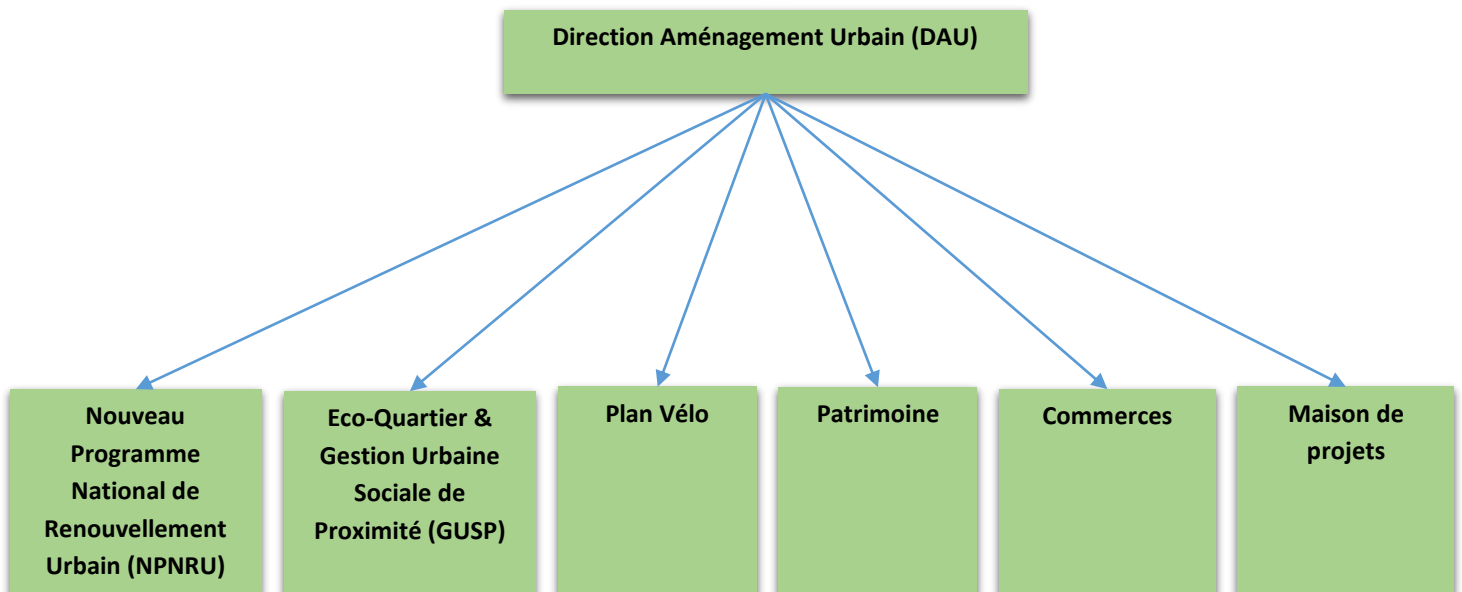 Direction Aménagement Urbain (DAU)
Nouveau
Programme
National de
Renouvellement
Urbain (NPNRU)
Eco-Quartier &
Gestion Urbaine
Sociale de
Proximité (GUSP)
Plan Vélo
Patrimoine
Commerces
Maison de
projets